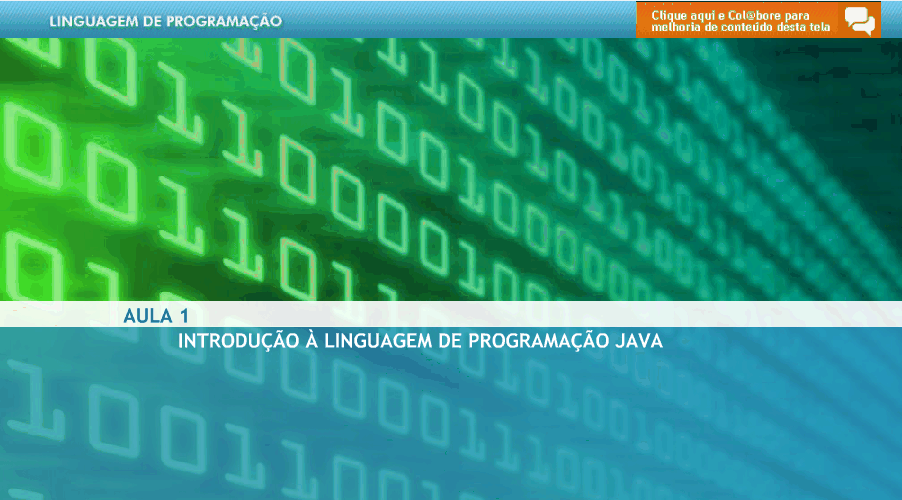 LINGUAGEM DE PROGRAMAÇÃO
Clique aqui e Col@bore para
melhoria de conteúdo desta tela
AULA 1
INTRODUÇÃO À LINGUAGEM DE PROGRAMAÇÃO JAVA